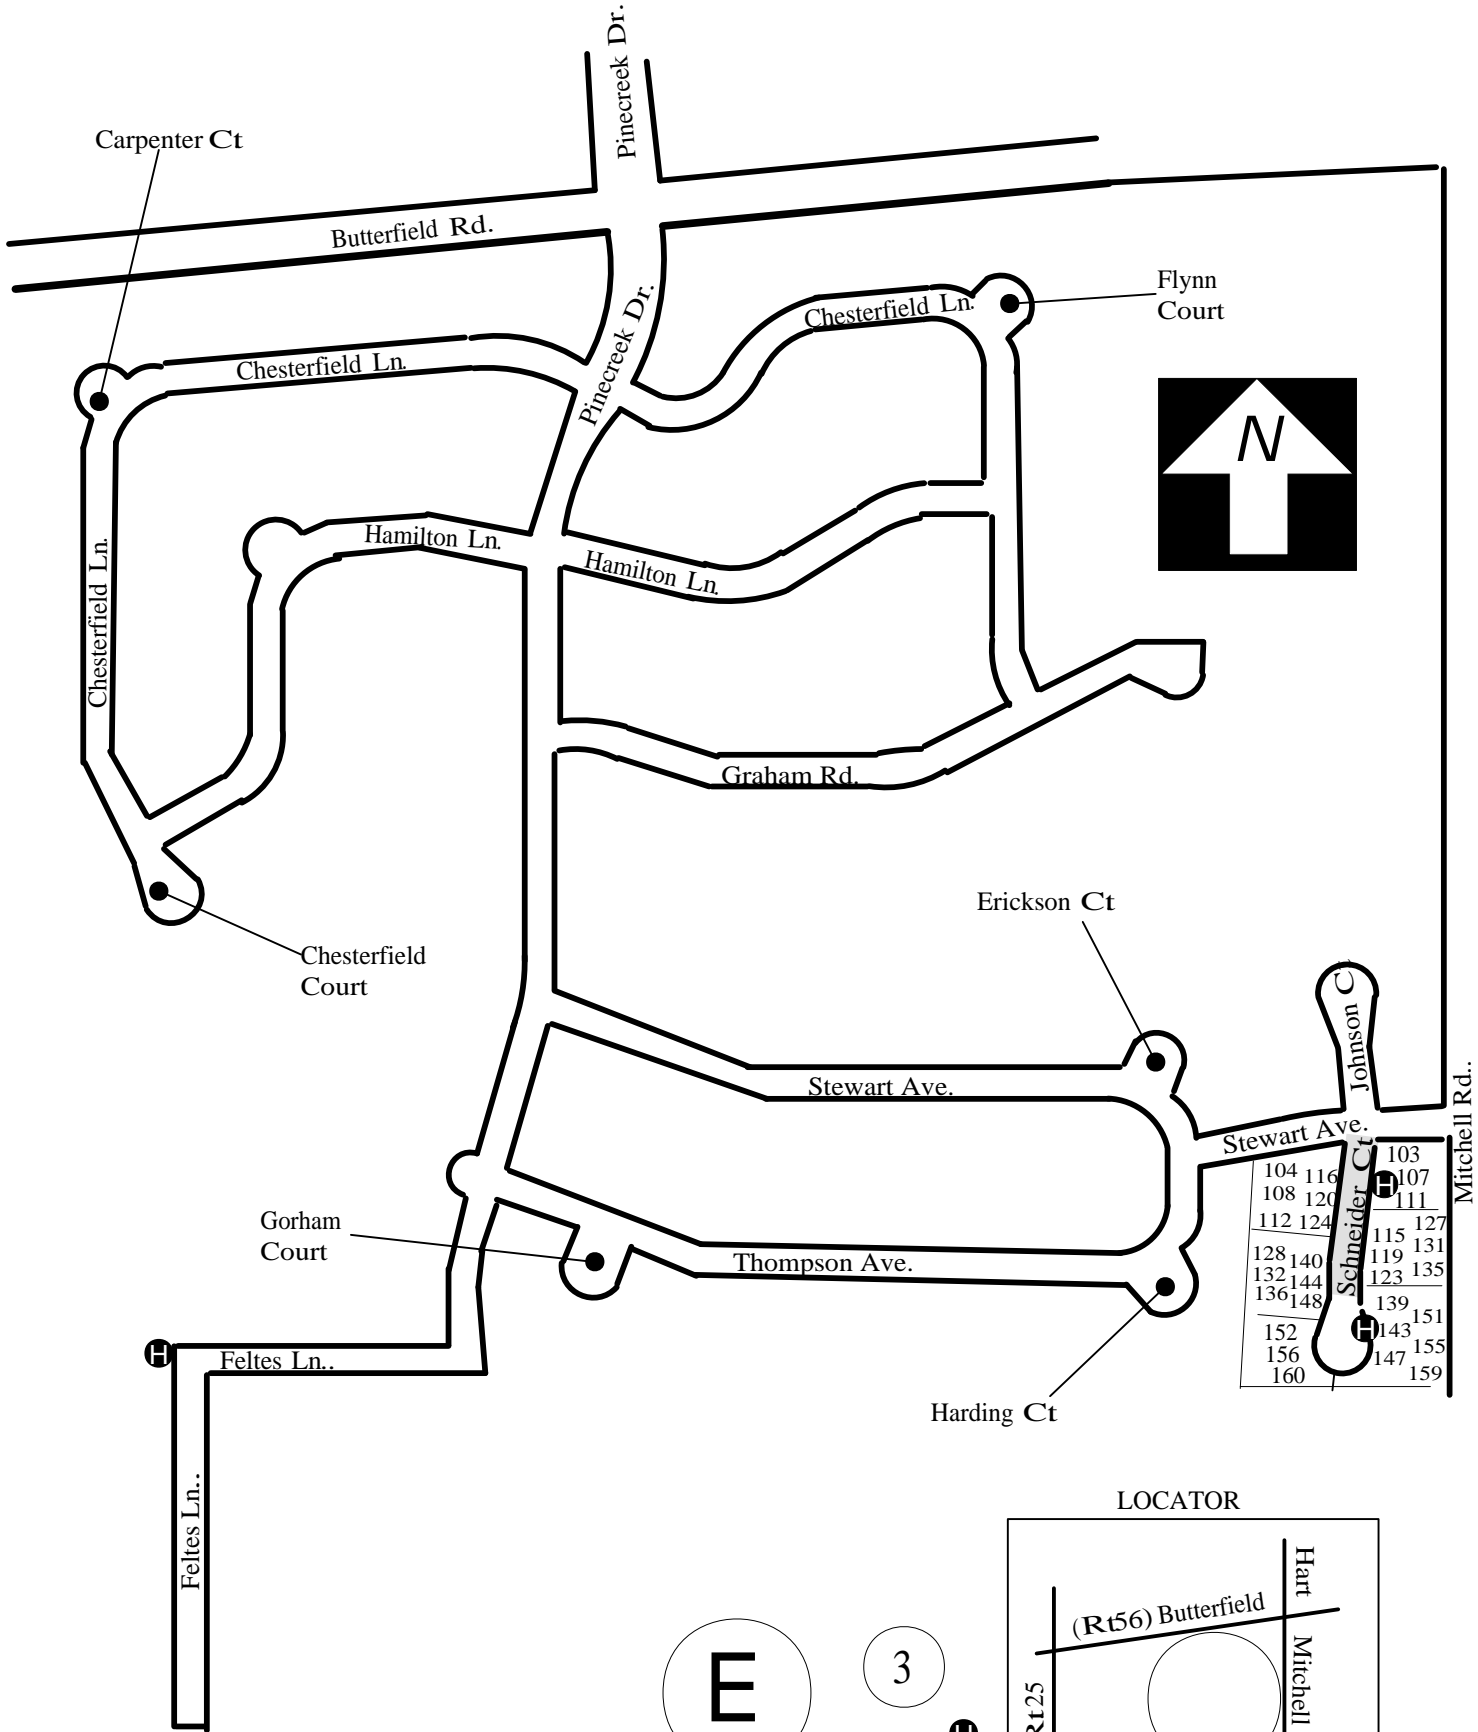 Pinecreek Dr.
Carpenter Ct
Butterfield Rd.
Flynn
Court
Chesterfield Ln.
Chesterfield Ln.
Pinecreek Dr.
N
Hamilton Ln.
Hamilton Ln.
Chesterfield Ln.
Graham Rd.
Erickson Ct
Chesterfield
Court
Johnson Ct
Stewart Ave.
Mitchell Rd..
Stewart Ave.
Schneider Ct
103
104 116
H 107
108 120
111
112 124
127
115
131
119
128 140
135
123
132 144
136 148
139
151
H 143
152
155
147
156
159
160
Gorham
Court
Thompson Ave.
H
Feltes Ln..
Harding Ct
Feltes Ln..
LOCATOR
Hart
(Rt56) Butterfield
Mitchell
Rt25
E
3
H